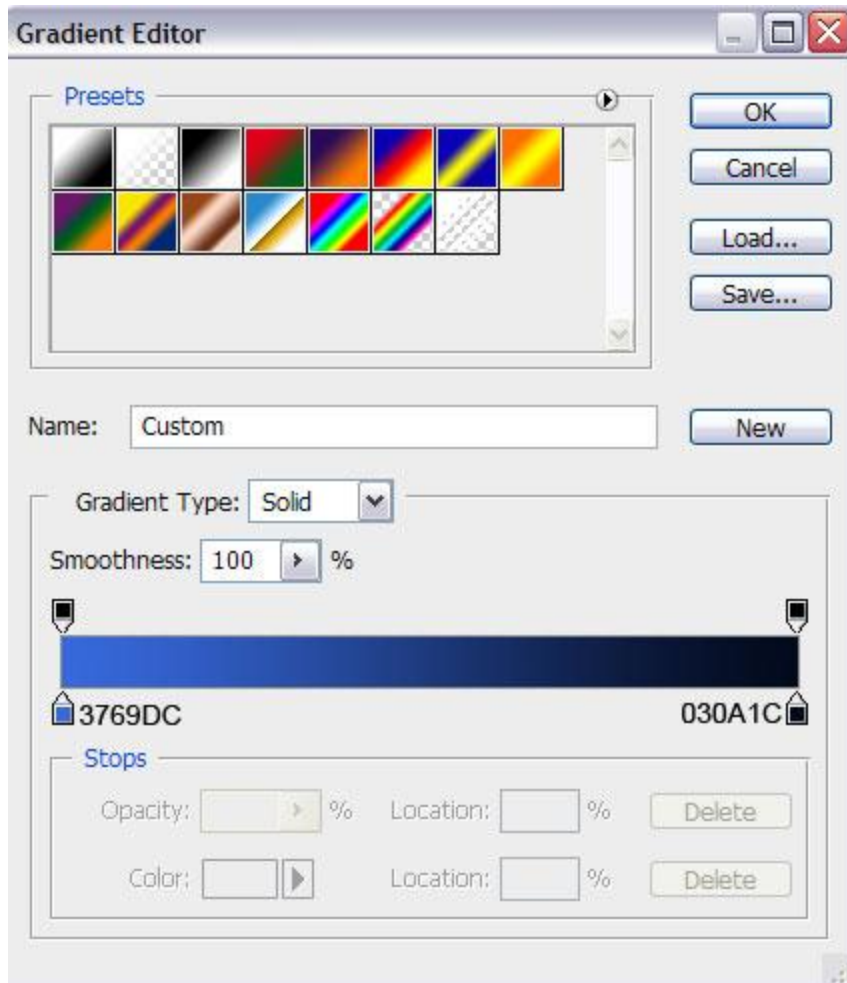 Gradient Editor
Presets
OK
Cancel
Load...
Save...
Name: Custom
New
Gradient Type: Solid
Smoothness: 100 %
3769DC 030A1C
Stops
Opacity: % Location: % Delete
Color: Location: % Delete